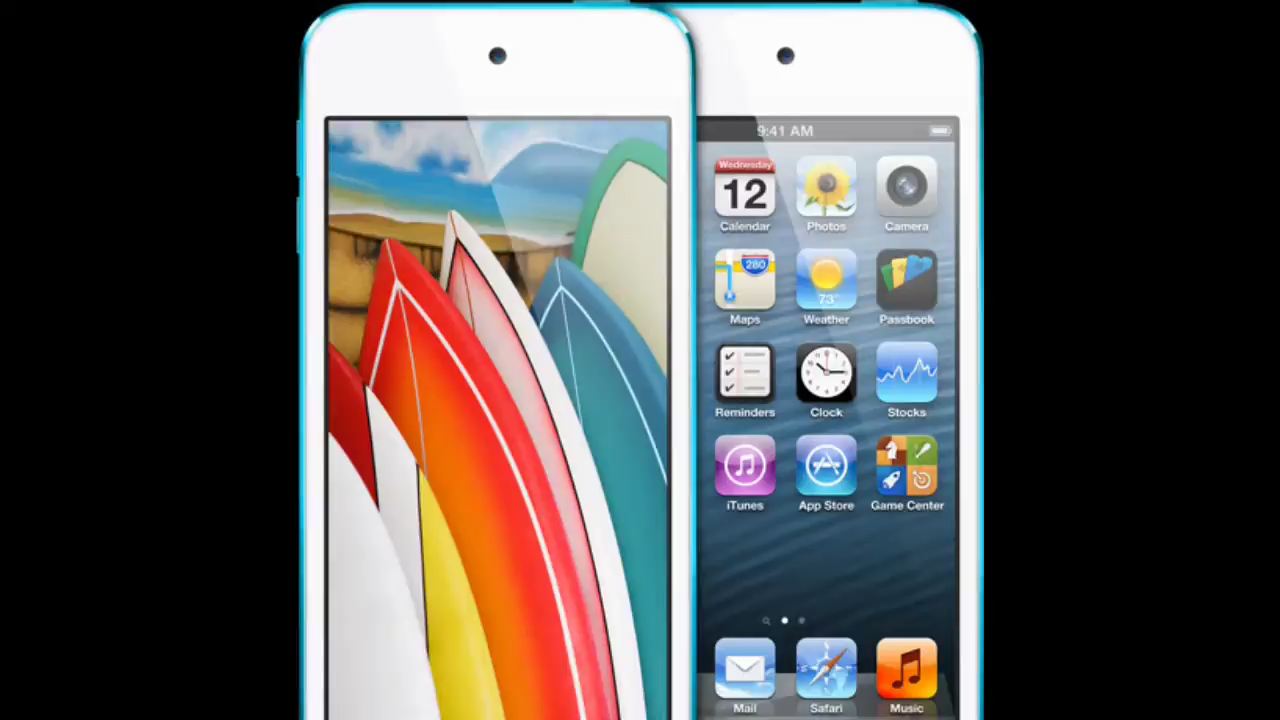 9:41 AM
Wednesday
12
Calendar Photos Camera
280
73°
Maps Weather Passbook
Reminders Clock Stocks
iTunes App Store Game Center
Mail Safari Music